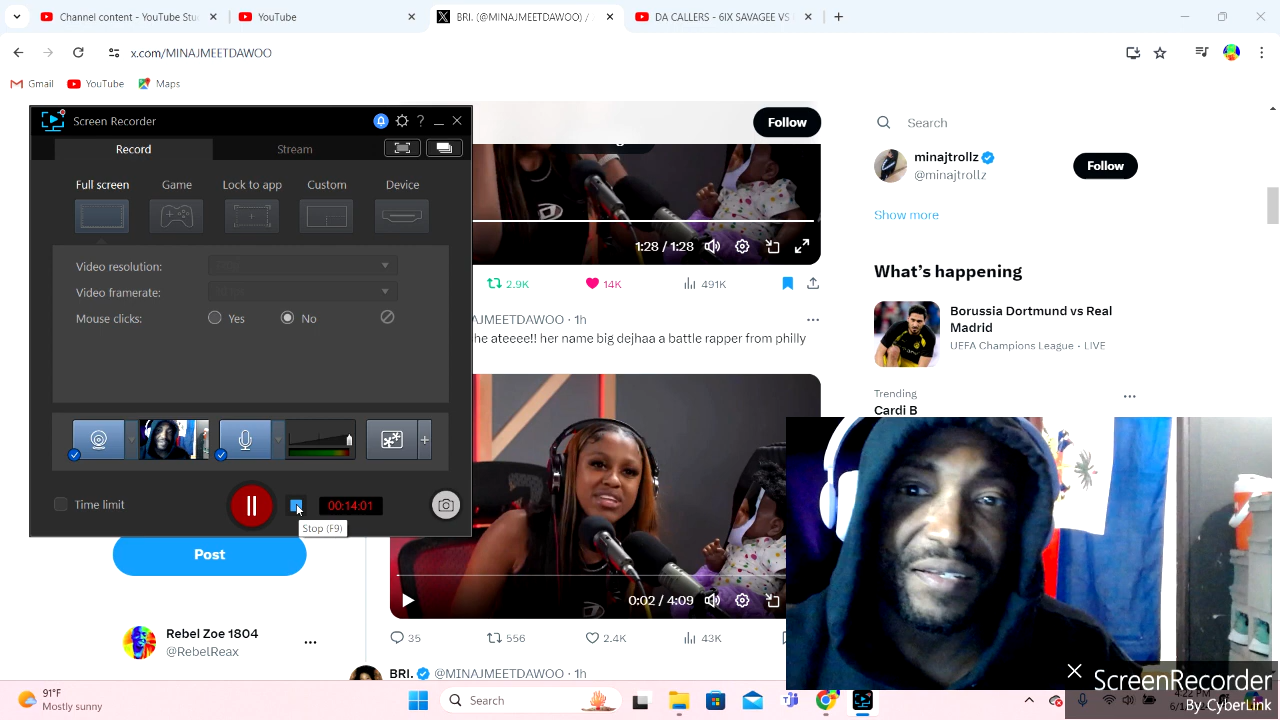 CONTENT - YouTube Stu
YouTube
BRI. (@MINAJMEETDAWOO) /
DA CALLERS - 6IX SAVAGEE VS
x.com/MINAJMEETDAWOO
Gmail
YouTube
Maps
Screen Recorder
Record
Stream
Full screen
Game
Lock to app
Custom
Device
Video resolution:
Video framerate:
Mouse clicks:
Yes
No
Time limit
00:14:01
Stop (F9)
Post
Rebel Zoe 1804
@RebelReax
Follow
1:28 / 1:28
2.9K
14K
491K
AJMEETDAWOO · 1h
he ateeee!! her name big dejhaa a battle rapper from philly
0:02 / 4:09
35
556
2.4K
43K
BRI. @MINAJMEETDAWOO · 1h
Search
minajtrollz
@minajtrollz
Follow
Show more
What's happening
Borussia Dortmund vs Real
Madrid
UEFA Champions League · LIVE
Trending
Cardi B
ScreenRecorder
By CyberLink
91°F
Mostly sunny
Search
4:22 PM